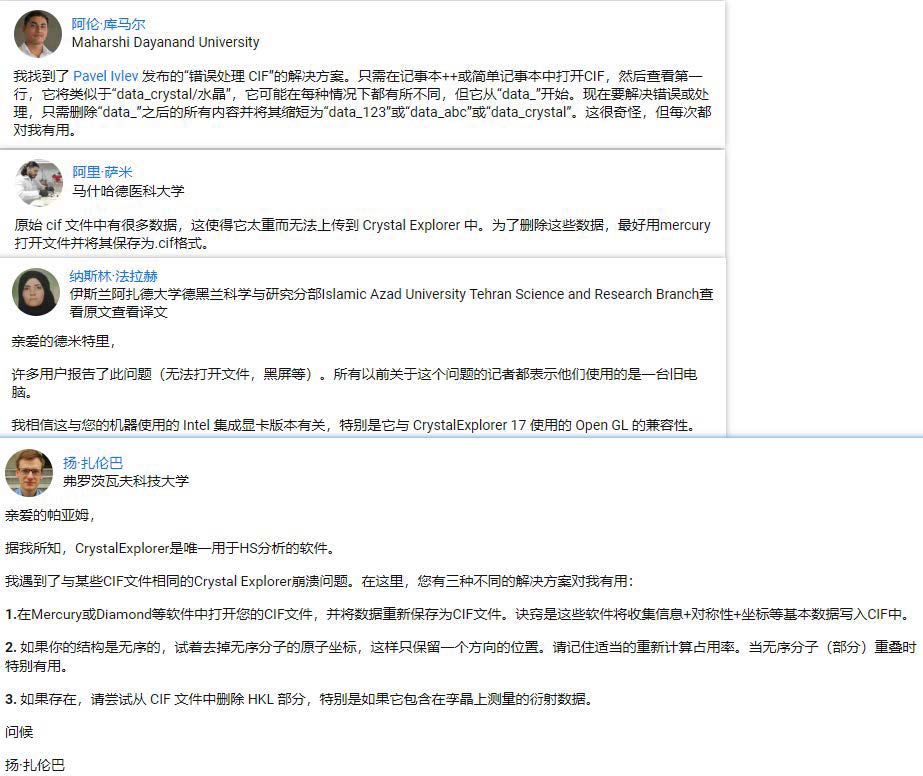 阿伦·库马尔
Maharshi Dayanand University
我找到了 Pavel Ivlev 发布的“错误处理 CIF”的解决方案。只需在记事本++或简单记事本中打开CIF，然后查看第一
行，它将类似于“data_crystal/水晶”，它可能在每种情况下都有所不同，但它从“data_”开始。现在要解决错误或处
理，只需删除“data_”之后的所有内容并将其缩短为“data_123”或“data_abc”或“data_crystal”。这很奇怪，但每次都
对我有用。
阿里·萨米
马什哈德医科大学
原始 cif 文件中有很多数据，这使得它太重而无法上传到 Crystal Explorer 中。为了删除这些数据，最好用mercury
打开文件并将其保存为.cif格式。
纳斯林·法拉赫
伊斯兰阿扎德大学德黑兰科学与研究分部Islamic Azad University Tehran Science and Research Branch查
看原文查看译文
亲爱的德米特里，
许多用户报告了此问题（无法打开文件，黑屏等）。所有以前关于这个问题的记者都表示他们使用的是一台旧电
脑。
我相信这与您的机器使用的 Intel 集成显卡版本有关，特别是它与 CrystalExplorer 17 使用的 Open GL 的兼容性。
扬·扎伦巴
弗罗茨瓦夫科技大学
亲爱的帕亚姆，
据我所知，CrystalExplorer是唯一用于HS分析的软件。
我遇到了与某些CIF文件相同的Crystal Explorer崩溃问题。在这里，您有三种不同的解决方案对我有用：
1.在Mercury或Diamond等软件中打开您的CIF文件，并将数据重新保存为CIF文件。诀窍是这些软件将收集信息+对称性+坐标等基本数据写入CIF中。
2. 如果你的结构是无序的，试着去掉无序分子的原子坐标，这样只保留一个方向的位置。请记住适当的重新计算占用率。当无序分子（部分）重叠时
特别有用。
3. 如果存在，请尝试从 CIF 文件中删除 HKL 部分，特别是如果它包含在孪晶上测量的衍射数据。
问候
扬·扎伦巴